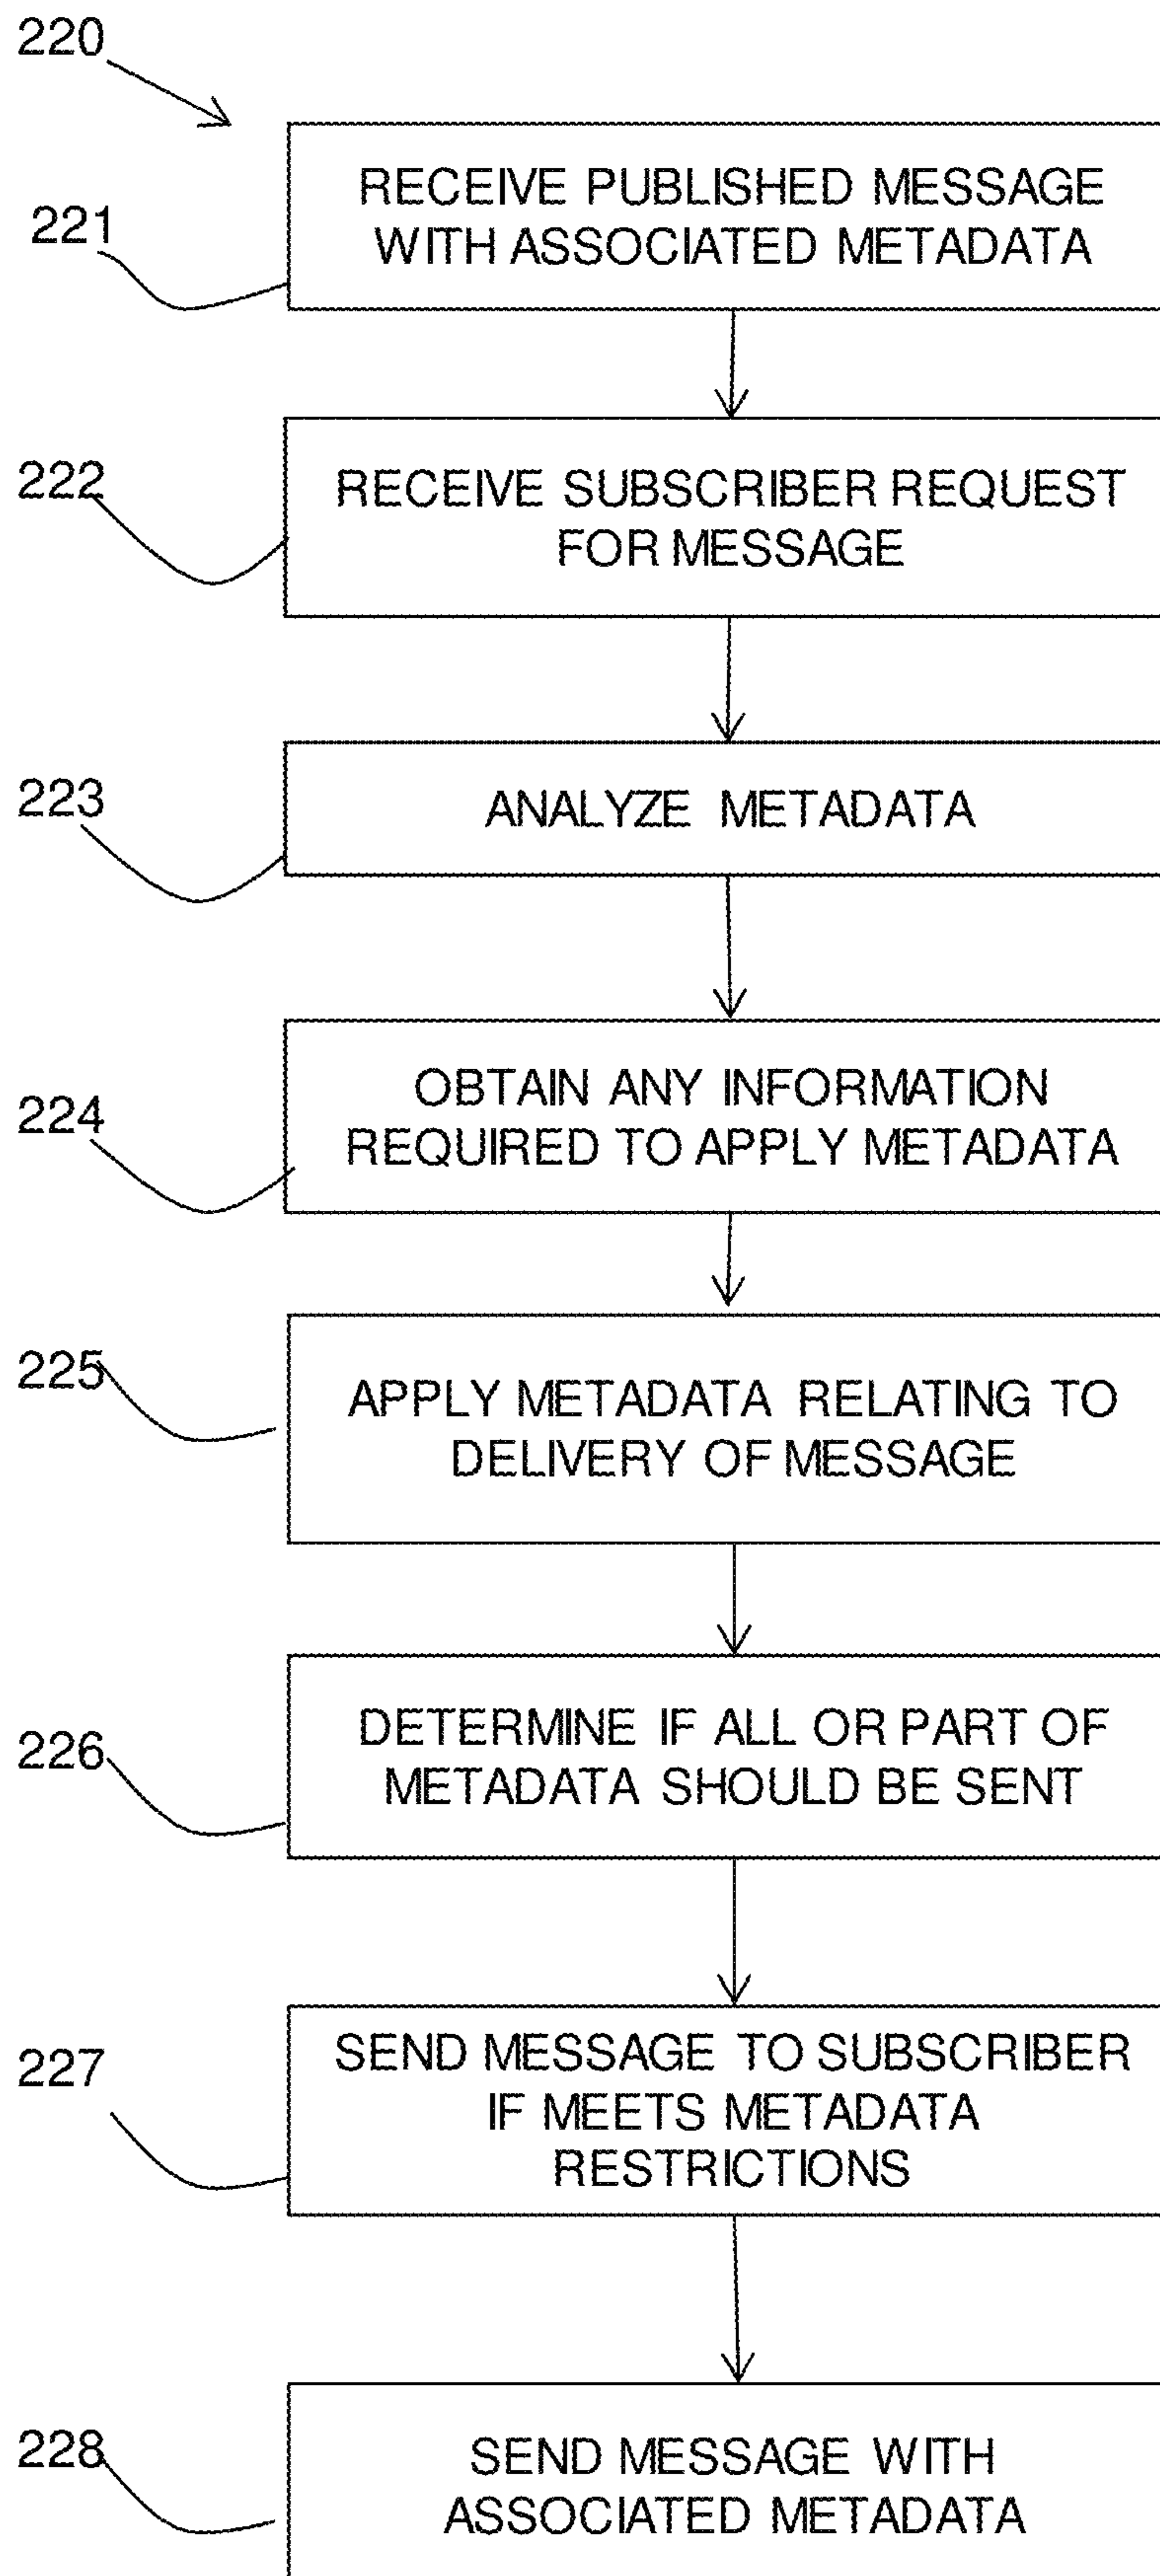 220
221
RECEIVE PUBLISHED MESSAGE
WITH ASSOCIATED METADATA
222
RECEIVE SUBSCRIBER REQUEST
FOR MESSAGE
223
ANALYZE METADATA
224
OBTAIN ANY INFORMATION
REQUIRED TO APPLY METADATA
225
APPLY METADATA RELATING TO
DELIVERY OF MESSAGE
226
DETERMINE IF ALL OR PART OF
METADATA SHOULD BE SENT
227
SEND MESSAGE TO SUBSCRIBER
IF MEETS METADATA
RESTRICTIONS
228
SEND MESSAGE WITH
ASSOCIATED METADATA